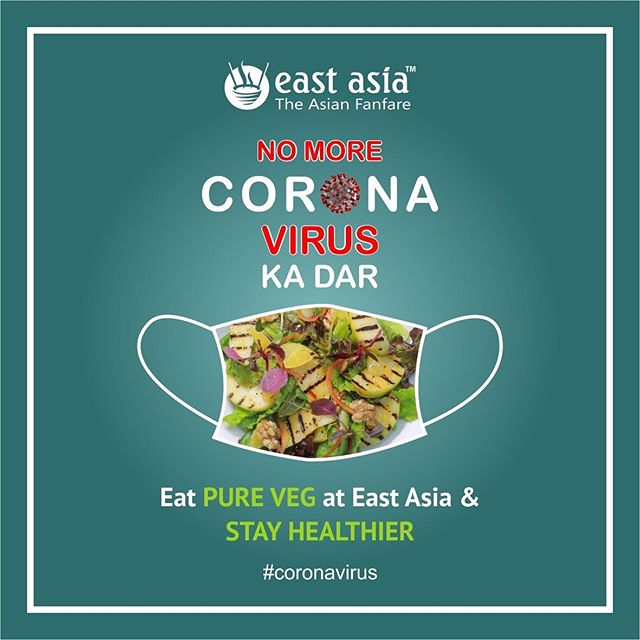 east asia™
The Asian Fanfare
NO MORE
CORONA
VIRUS
KA DAR
Eat PURE VEG at East Asia &
STAY HEALTHIER
#coronavirus